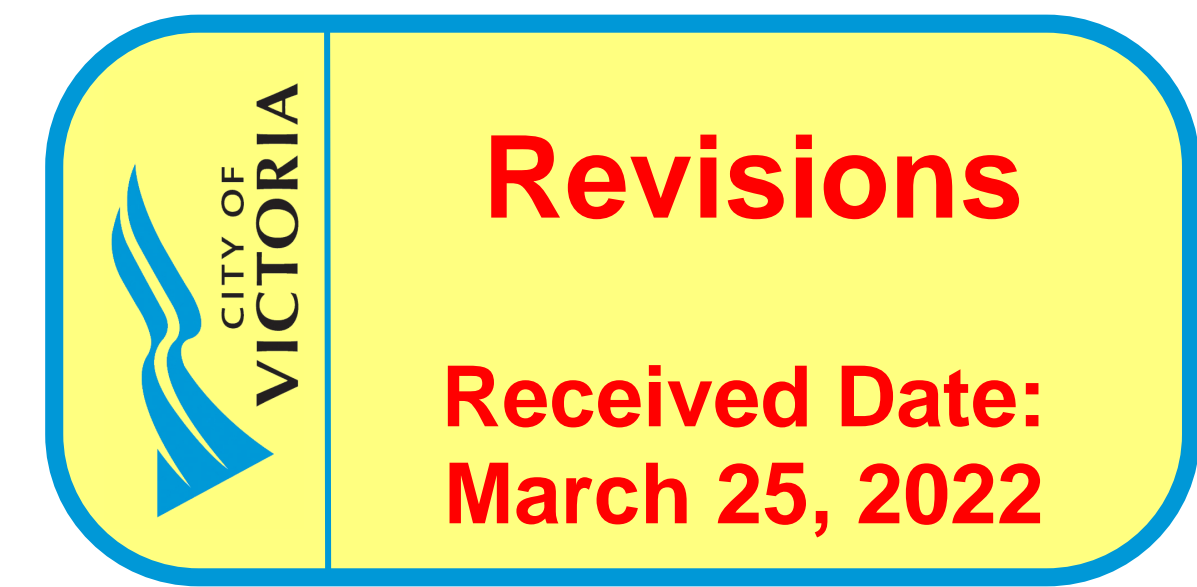 CITY OF
VICTORIA
Revisions
Received Date:
March 25, 2022